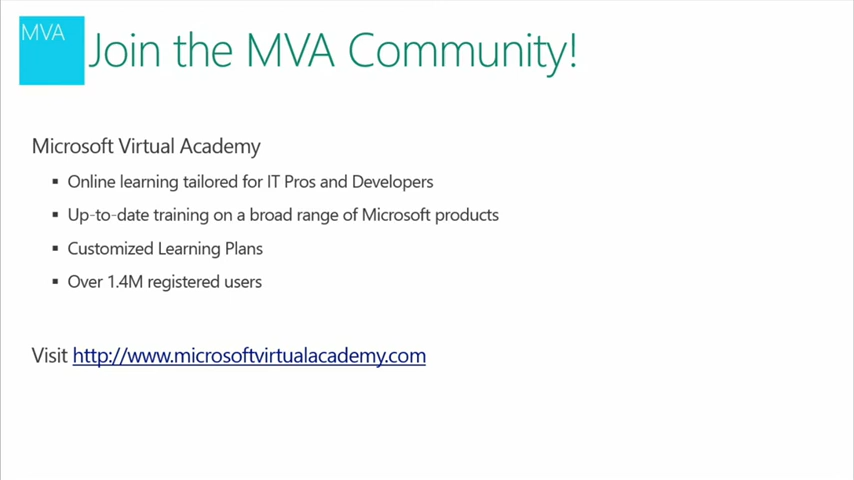 MVA
Join the MVA Community!
Microsoft Virtual Academy
▪ Online learning tailored for IT Pros and Developers
▪ Up-to-date training on a broad range of Microsoft products
▪ Customized Learning Plans
▪ Over 1.4M registered users
Visit http://www.microsoftvirtualacademy.com